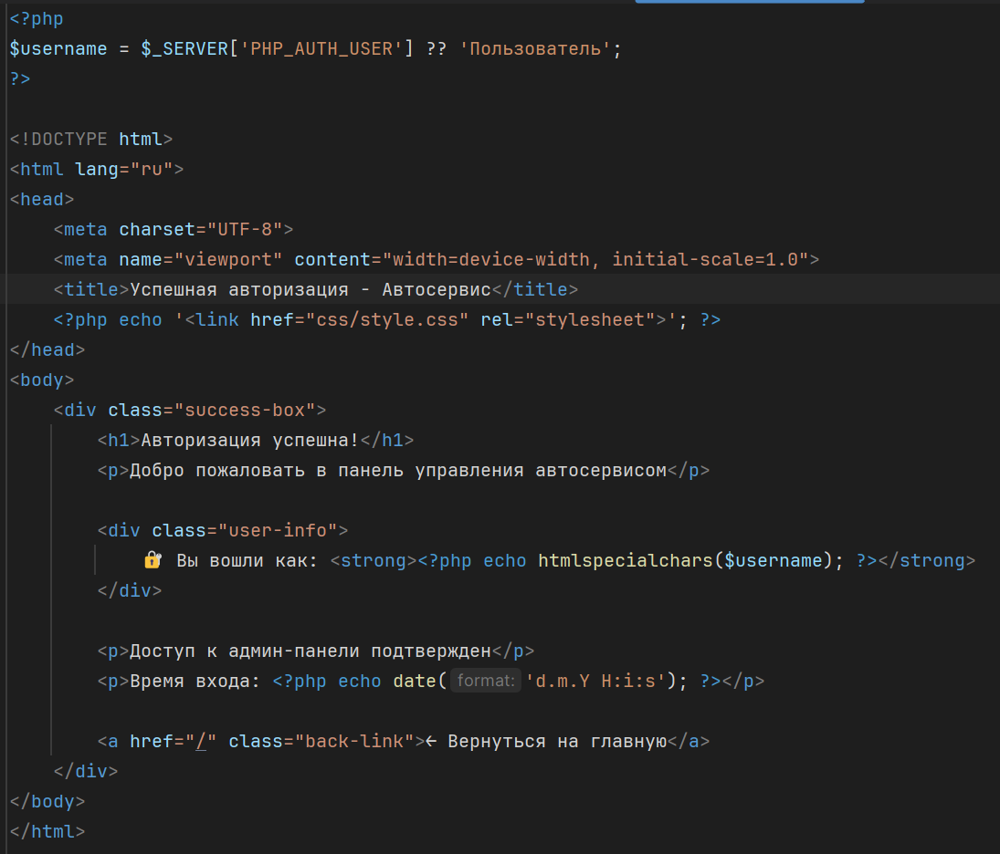 <?php
$username = $_SERVER['PHP_AUTH_USER'] ?? 'Пользователь';
?>
<!DOCTYPE html>
<html lang="ru">
<head>
    <meta charset="UTF-8">
    <meta name="viewport" content="width=device-width, initial-scale=1.0">
    <title>Успешная авторизация - Автосервис</title>
    <?php echo '<link href="css/style.css" rel="stylesheet">'; ?>
</head>
<body>
    <div class="success-box">
        <h1>Авторизация успешна!</h1>
        <p>Добро пожаловать в панель управления автосервисом</p>
        <div class="user-info">
            🔐 Вы вошли как: <strong><?php echo htmlspecialchars($username); ?></strong>
        </div>
        <p>Доступ к админ-панели подтвержден</p>
        <p>Время входа: <?php echo date( format: 'd.m.Y H:i:s'); ?></p>
        <a href="/" class="back-link">← Вернуться на главную</a>
    </div>
</body>
</html>